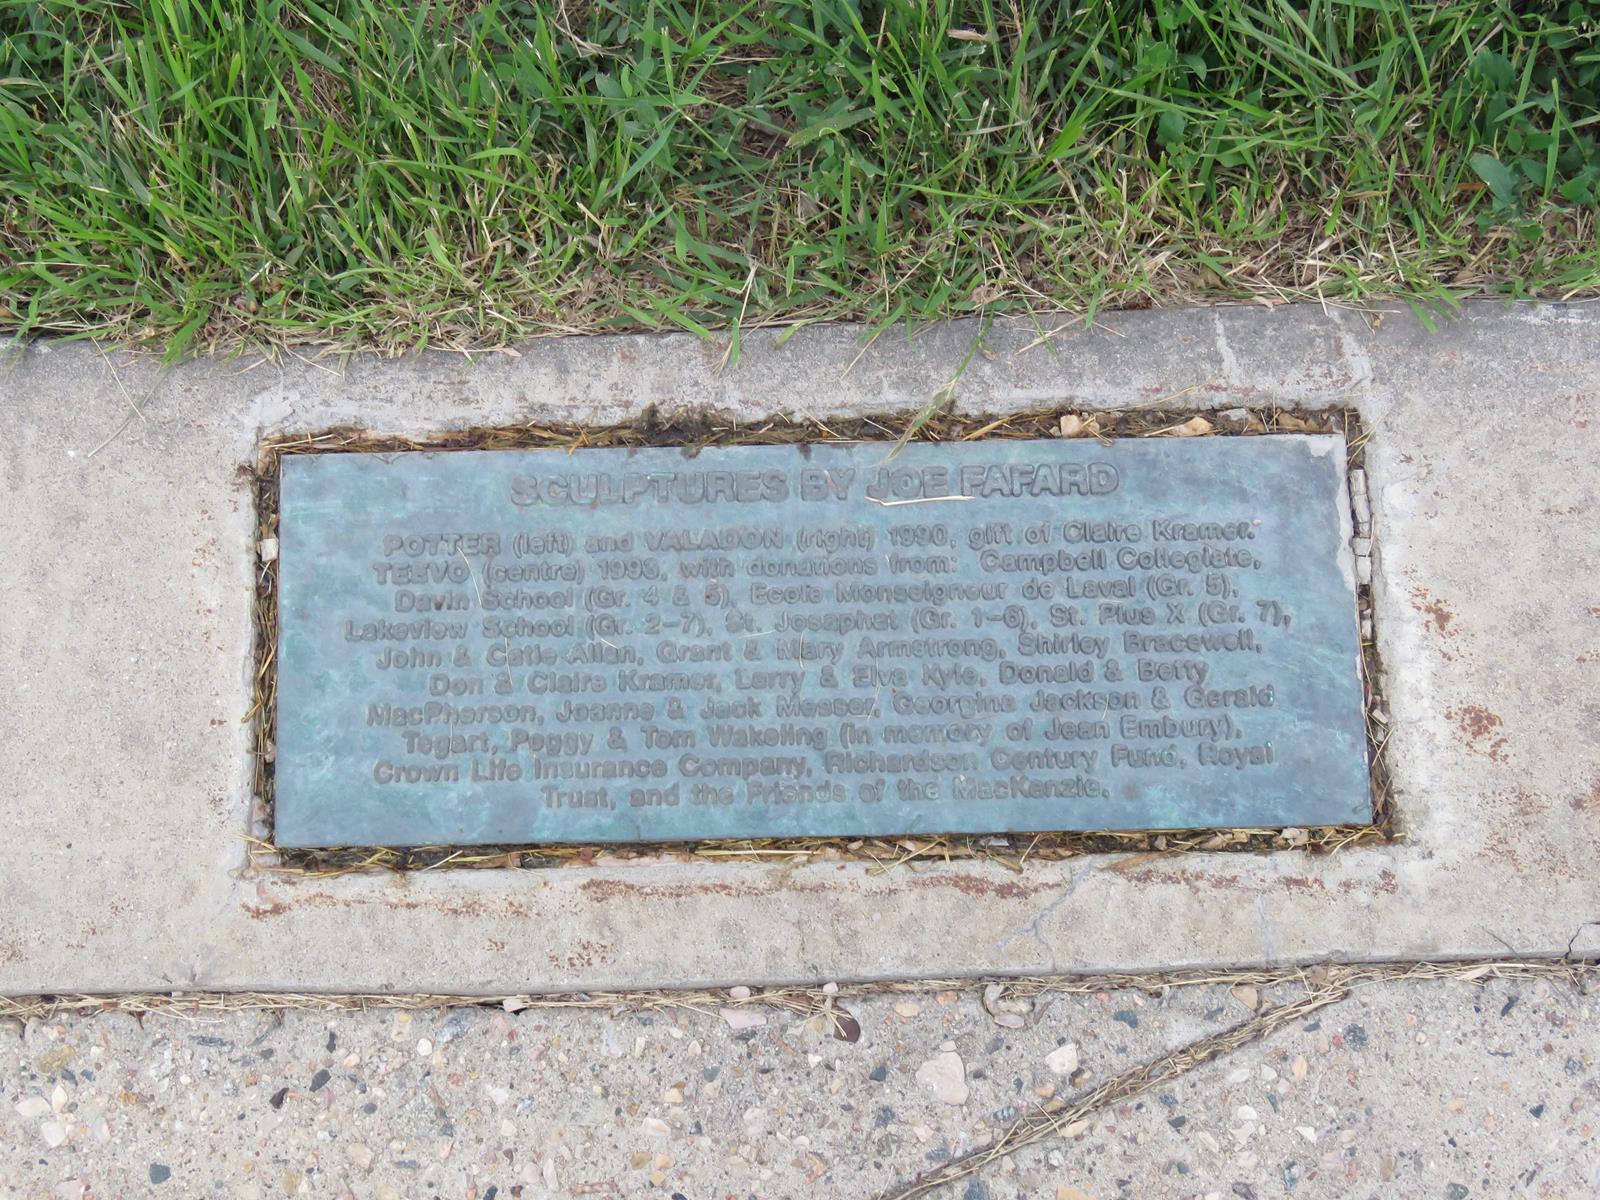 SCULPTURES BY JOE FAFARD
POTTER (left) and VALADON (right) 1990, gift of Claire Kramer.
TEEVO (centre) 1993, with donations from: Campbell Collegiate,
Davin School (Gr. 4 & 5), Ecole Monseigneur de Laval (Gr. 5),
Lakeview School (Gr. 2-7), St. Josaphat (Gr. 1-6), St. Pius X (Gr. 7),
John & Catie Allan, Grant & Mary Armstrong, Shirley Bracewell,
Don & Claire Kramer, Larry & Elva Kyle, Donald & Betty
MacPherson, Joanne & Jack Messer, Georgina Jackson & Gerald
Tegart, Peggy & Tom Wakeling (in memory of Jean Embury),
Crown Life Insurance Company, Richardson Century Fund, Royal
Trust, and the Friends of the MacKenzie.